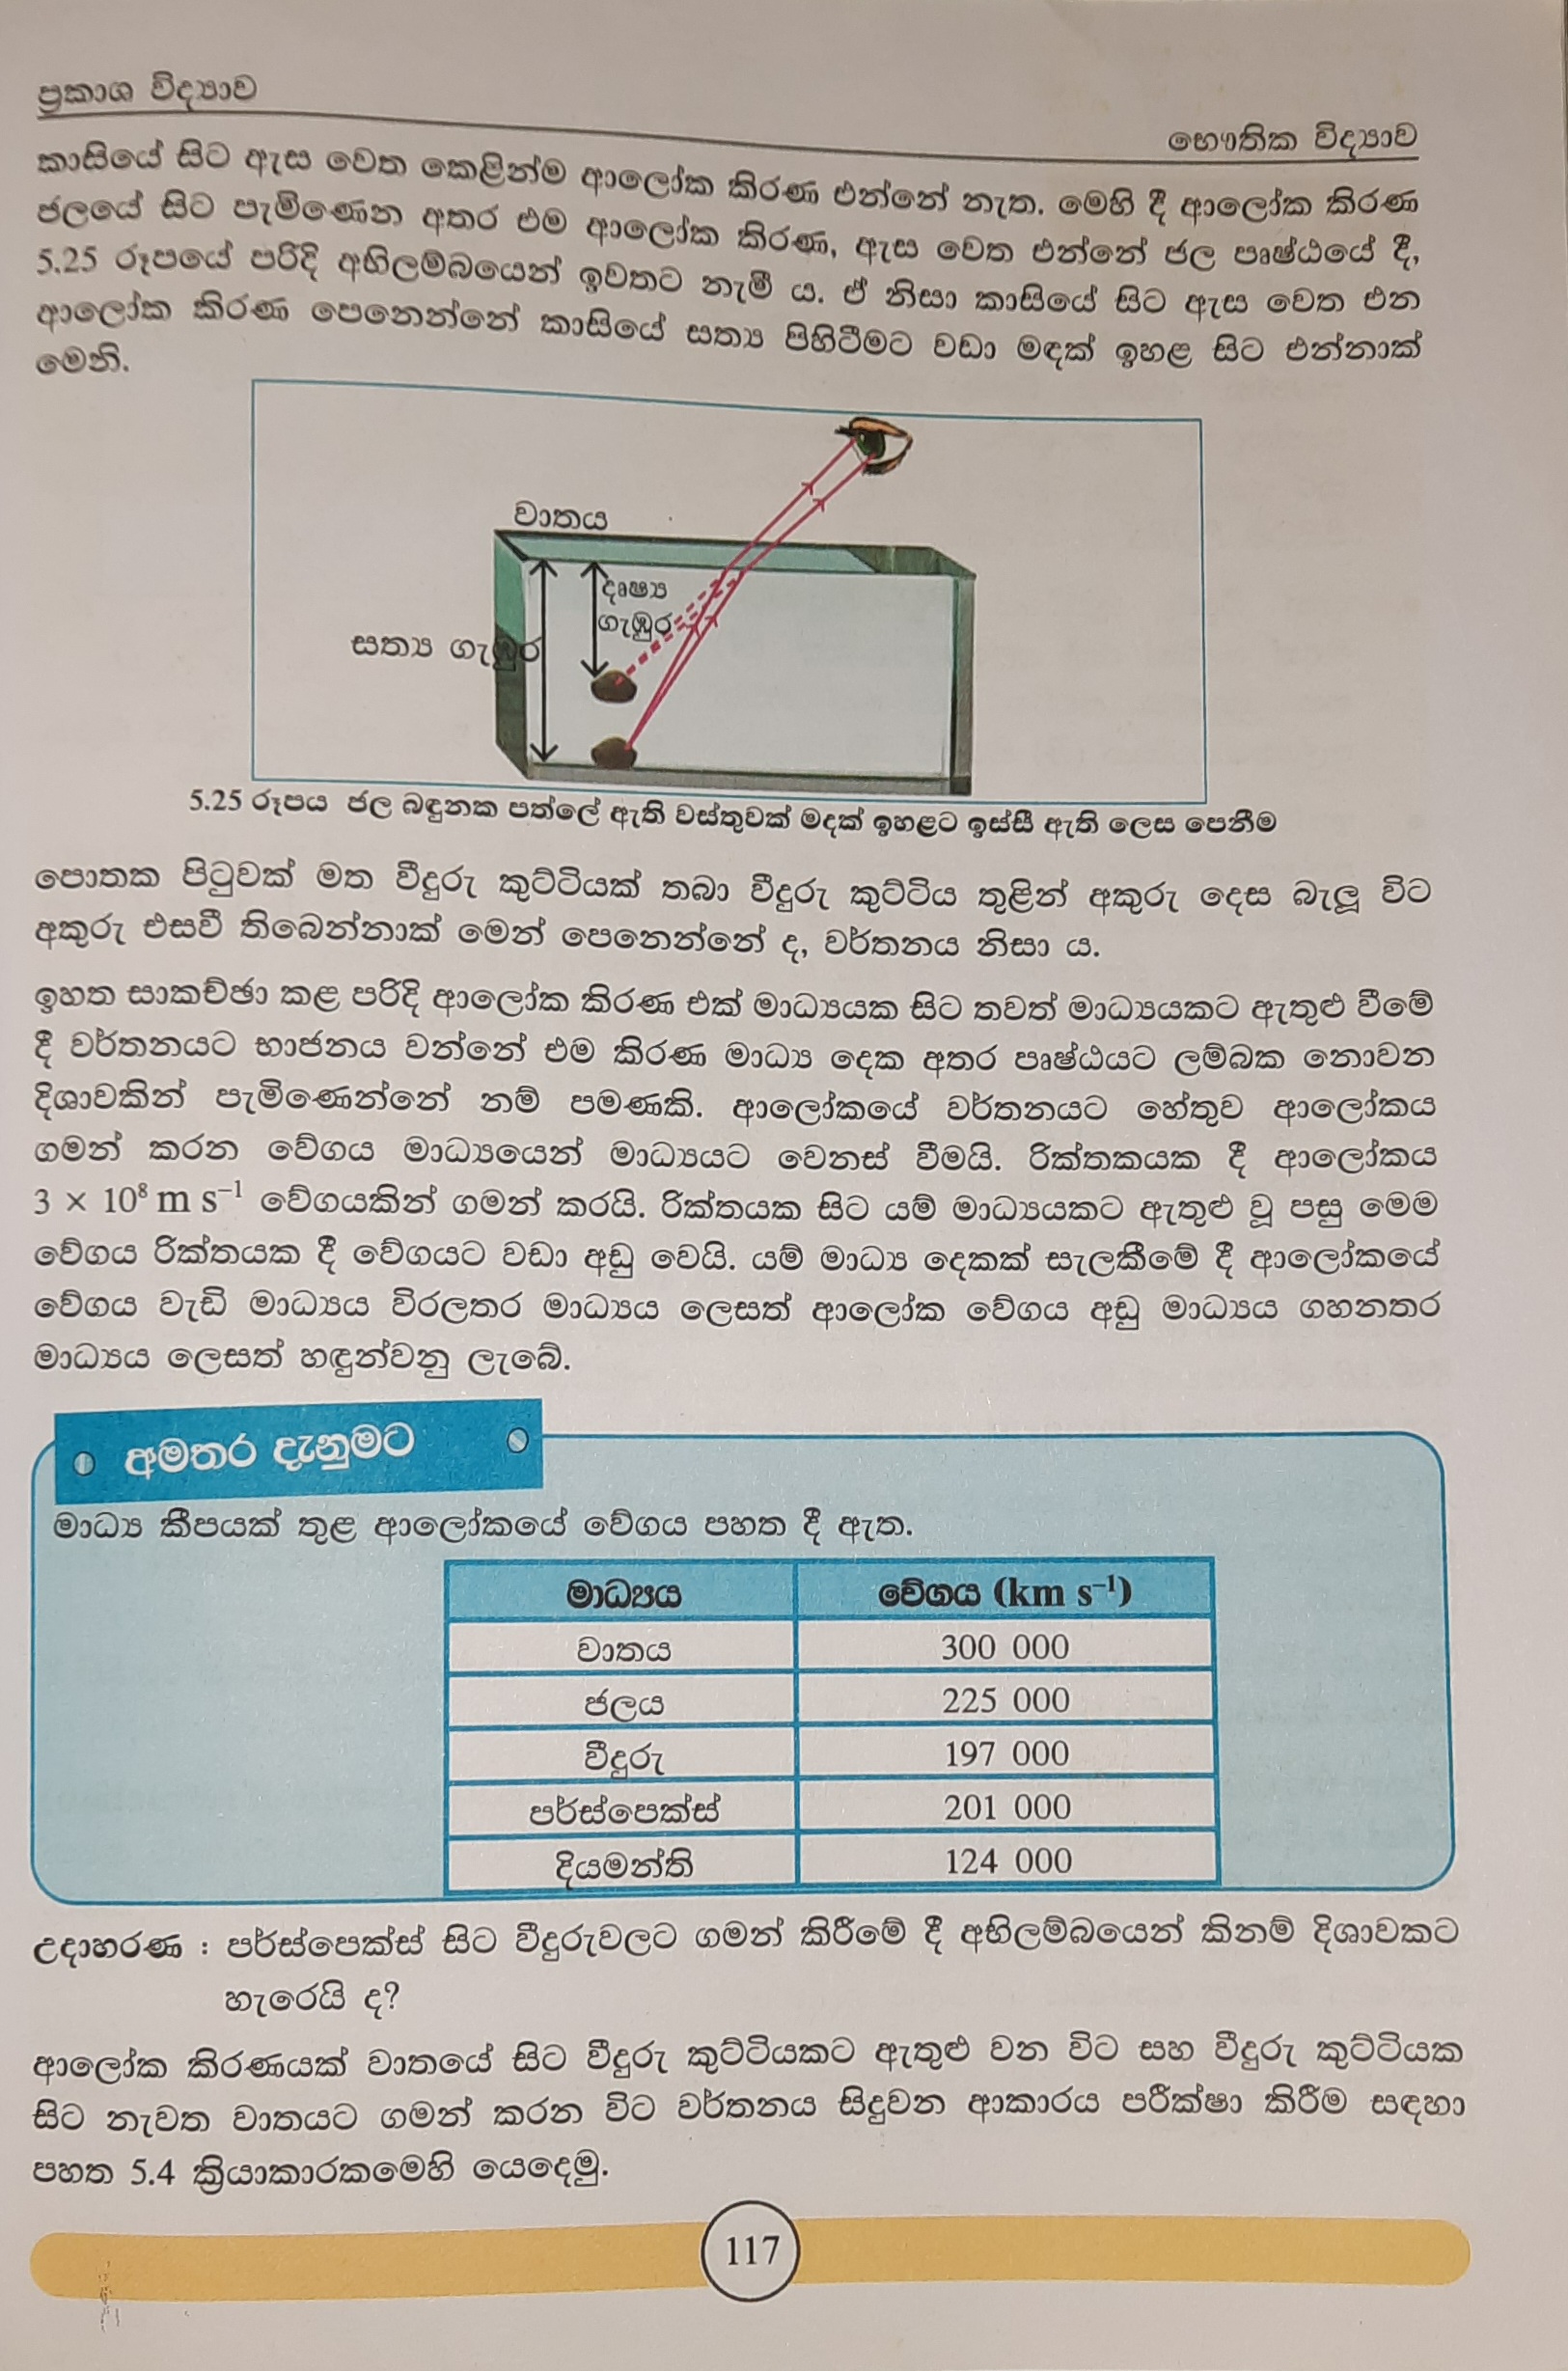 ප්‍රකාශ විද්‍යාව
භෞතික විද්‍යාව
කාසියේ සිට ඇස වෙත කෙළින්ම ආලෝක කිරණ එන්නේ නැත. මෙහි දී ආලෝක කිරණ
ජලයේ සිට පැමිණෙන අතර එම ආලෝක කිරණ, ඇස වෙත එන්නේ ජල පෘෂ්ඨයේ දී,
5.25 රූපයේ පරිදි අභිලම්බයෙන් ඉවතට නැමී ය. ඒ නිසා කාසියේ සිට ඇස වෙත එන
ආලෝක කිරණ පෙනෙන්නේ කාසියේ සත්‍ය පිහිටීමට වඩා මඳක් ඉහළ සිට එන්නාක්
මෙනි.
වාතය
දෘෂ්‍ය
ගැඹුර
සත්‍ය ගැඹුර
5.25 රූපය ජල බඳුනක පත්ලේ ඇති වස්තුවක් මදක් ඉහළට ඉස්සී ඇති ලෙස පෙනීම
පොතක පිටුවක් මත වීදුරු කුට්ටියක් තබා වීදුරු කුට්ටිය තුළින් අකුරු දෙස බැලූ විට
අකුරු එසවී තිබෙන්නාක් මෙන් පෙනෙන්නේ ද, වර්තනය නිසා ය.
ඉහත සාකච්ඡා කළ පරිදි ආලෝක කිරණ එක් මාධ්‍යයක සිට තවත් මාධ්‍යයකට ඇතුළු වීමේ
දී වර්තනයට භාජනය වන්නේ එම කිරණ මාධ්‍ය දෙක අතර පෘෂ්ඨයට ලම්බක නොවන
දිශාවකින් පැමිණෙන්නේ නම් පමණකි. ආලෝකයේ වර්තනයට හේතුව ආලෝකය
ගමන් කරන වේගය මාධ්‍යයෙන් මාධ්‍යයට වෙනස් වීමයි. රික්තකයක දී ආලෝකය
3 × 10⁸ m s⁻¹ වේගයකින් ගමන් කරයි. රික්තයක සිට යම් මාධ්‍යයකට ඇතුළු වූ පසු මෙම
වේගය රික්තයක දී වේගයට වඩා අඩු වෙයි. යම් මාධ්‍ය දෙකක් සැලකීමේ දී ආලෝකයේ
වේගය වැඩි මාධ්‍යය විරලතර මාධ්‍යය ලෙසත් ආලෝක වේගය අඩු මාධ්‍යය ගහනතර
මාධ්‍යය ලෙසත් හඳුන්වනු ලැබේ.
අමතර දැනුමට
මාධ්‍ය කීපයක් තුළ ආලෝකයේ වේගය පහත දී ඇත.
මාධ්‍යය වේගය (km s⁻¹)
වාතය 300 000
ජලය 225 000
වීදුරු 197 000
පර්ස්පෙක්ස් 201 000
දියමන්ති 124 000
උදාහරණ : පර්ස්පෙක්ස් සිට වීදුරුවලට ගමන් කිරීමේ දී අභිලම්බයෙන් කිනම් දිශාවකට
හැරෙයි ද?
ආලෝක කිරණයක් වාතයේ සිට වීදුරු කුට්ටියකට ඇතුළු වන විට සහ වීදුරු කුට්ටියක
සිට නැවත වාතයට ගමන් කරන විට වර්තනය සිදුවන ආකාරය පරීක්ෂා කිරීම සඳහා
පහත 5.4 ක්‍රියාකාරකමෙහි යෙදෙමු.
117